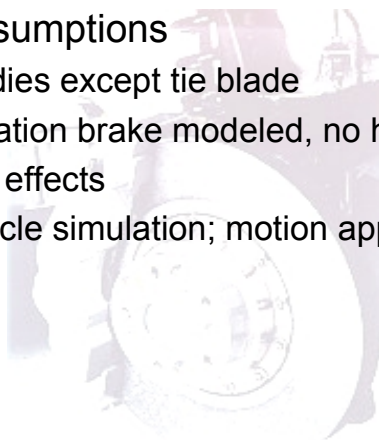 sumptions
dies except tie blade
ation brake modeled, no h
effects
cle simulation; motion app